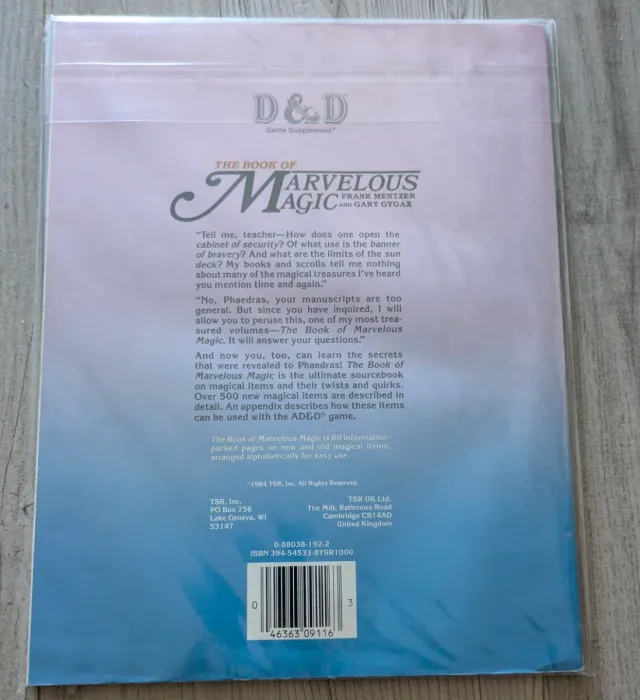 D & D
Game Supplement*
THE BOOK OF
MARVELOUS
MAGIC FRANK MENTZER
AND GARY GYGAX
"Tell me, teacher—How does one open the
cabinet of security? Of what use is the banner
of bravery? And what are the limits of the sun
deck? My books and scrolls tell me nothing
about many of the magical treasures I've heard
you mention time and again."
"No, Phaedras, your manuscripts are too
general. But since you have inquired, I will
allow you to peruse this, one of my most trea-
sured volumes—The Book of Marvelous
Magic. It will answer your questions."
And now you, too, can learn the secrets
that were revealed to Phaedras! The Book of
Marvelous Magic is the ultimate sourcebook
on magical items and their twists and quirks.
Over 500 new magical items are described in
detail. An appendix describes how these items
can be used with the AD&D® game.
The Book of Marvelous Magic is 80 information-
packed pages on new and old magical items,
arranged alphabetically for easy use.
©1984 TSR, Inc. All Rights Reserved.
TSR, Inc.
PO Box 756
Lake Geneva, WI
53147
TSR UK Ltd.
The Mill, Rathmore Road
Cambridge CB14AD
United Kingdom
0-88038-192-2
ISBN 394-54533-8TSR1000
0 46363 09116 3